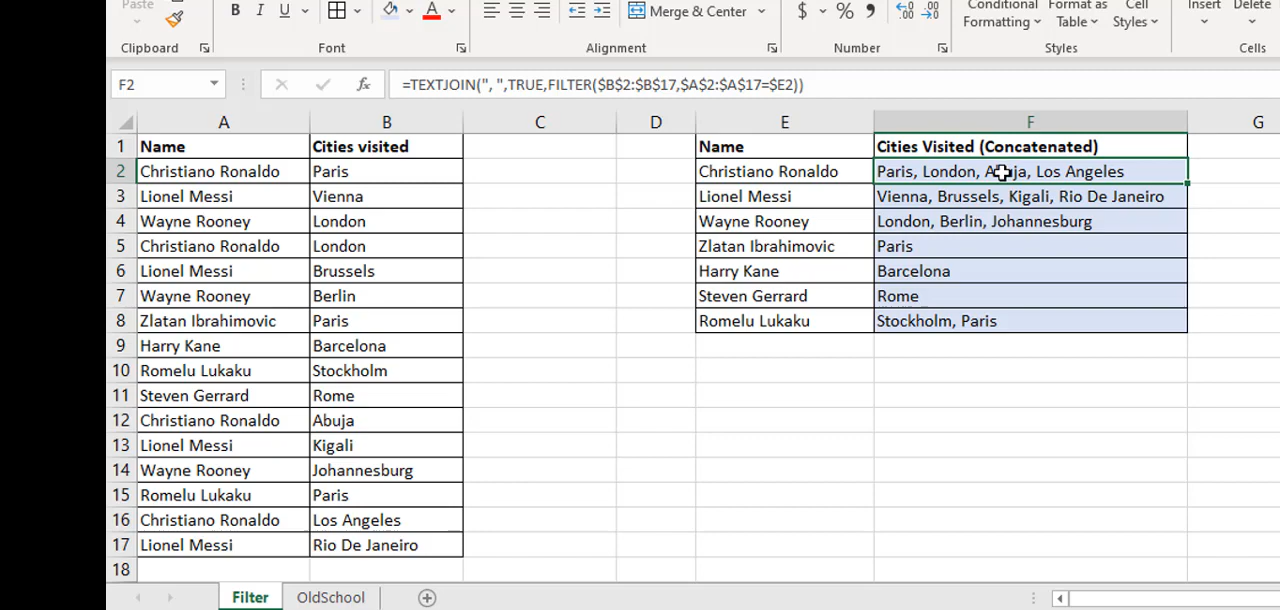 Paste
B I U A $ % Merge & Center
Conditional Format as Cell Insert Delete
Formatting Table Styles
Clipboard Font Alignment Number Styles Cells
F2 fx =TEXTJOIN(", ",TRUE,FILTER($B$2:$B$17,$A$2:$A$17=$E2))
A B C D E F G
1 Name Cities visited Name Cities Visited (Concatenated)
2 Christiano Ronaldo Paris Christiano Ronaldo Paris, London, Abuja, Los Angeles
3 Lionel Messi Vienna Lionel Messi Vienna, Brussels, Kigali, Rio De Janeiro
4 Wayne Rooney London Wayne Rooney London, Berlin, Johannesburg
5 Christiano Ronaldo London Zlatan Ibrahimovic Paris
6 Lionel Messi Brussels Harry Kane Barcelona
7 Wayne Rooney Berlin Steven Gerrard Rome
8 Zlatan Ibrahimovic Paris Romelu Lukaku Stockholm, Paris
9 Harry Kane Barcelona
10 Romelu Lukaku Stockholm
11 Steven Gerrard Rome
12 Christiano Ronaldo Abuja
13 Lionel Messi Kigali
14 Wayne Rooney Johannesburg
15 Romelu Lukaku Paris
16 Christiano Ronaldo Los Angeles
17 Lionel Messi Rio De Janeiro
18
Filter OldSchool